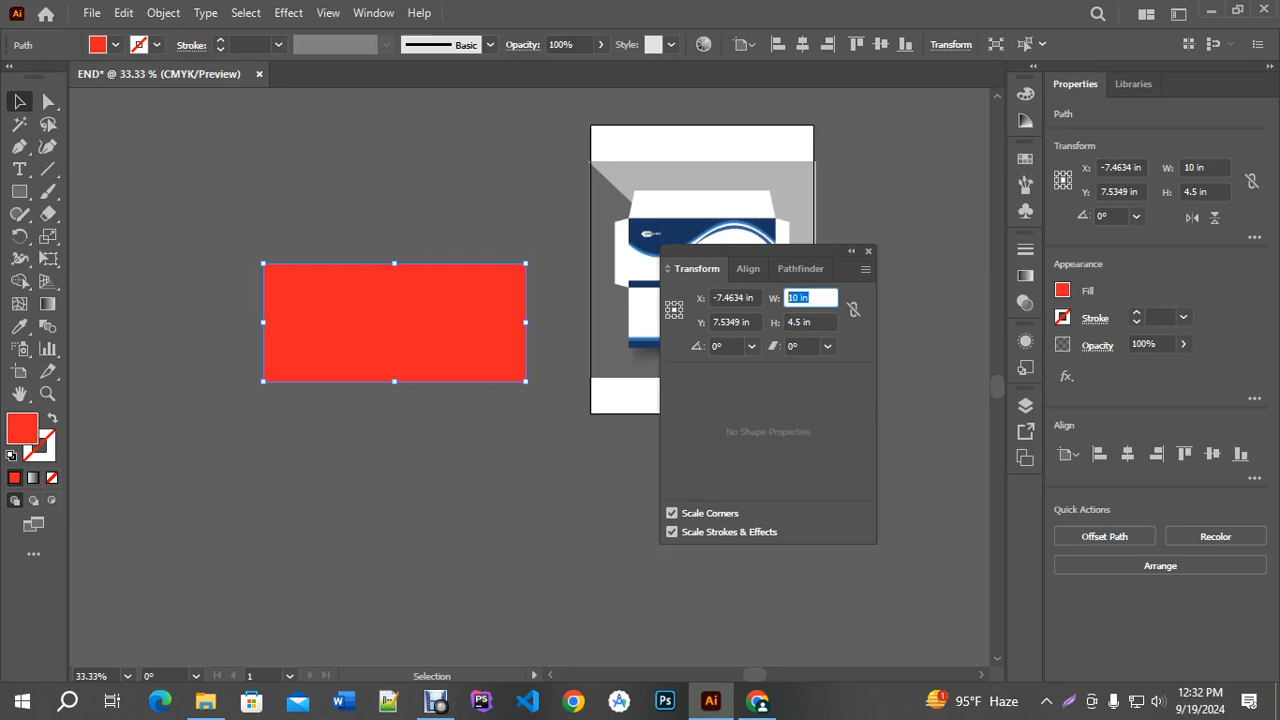 Ai File Edit Object Type Select Effect View Window Help
Path Stroke: Basic Opacity: 100% Style: Transform
END* @ 33.33 % (CMYK/Preview)
Properties Libraries
Path
Transform
X: -7.4634 in W: 10 in
Y: 7.5349 in H: 4.5 in
0°
Appearance
Fill
Stroke
Opacity 100%
fx.
Align
Quick Actions
Offset Path Recolor
Arrange
Transform Align Pathfinder
X: -7.4634 in W: 10 in
Y: 7.5349 in H: 4.5 in
0° 0°
No Shape Properties
Scale Corners
Scale Strokes & Effects
33.33% 0° 1 Selection
Ps Ai 95°F Haze 12:32 PM
9/19/2024